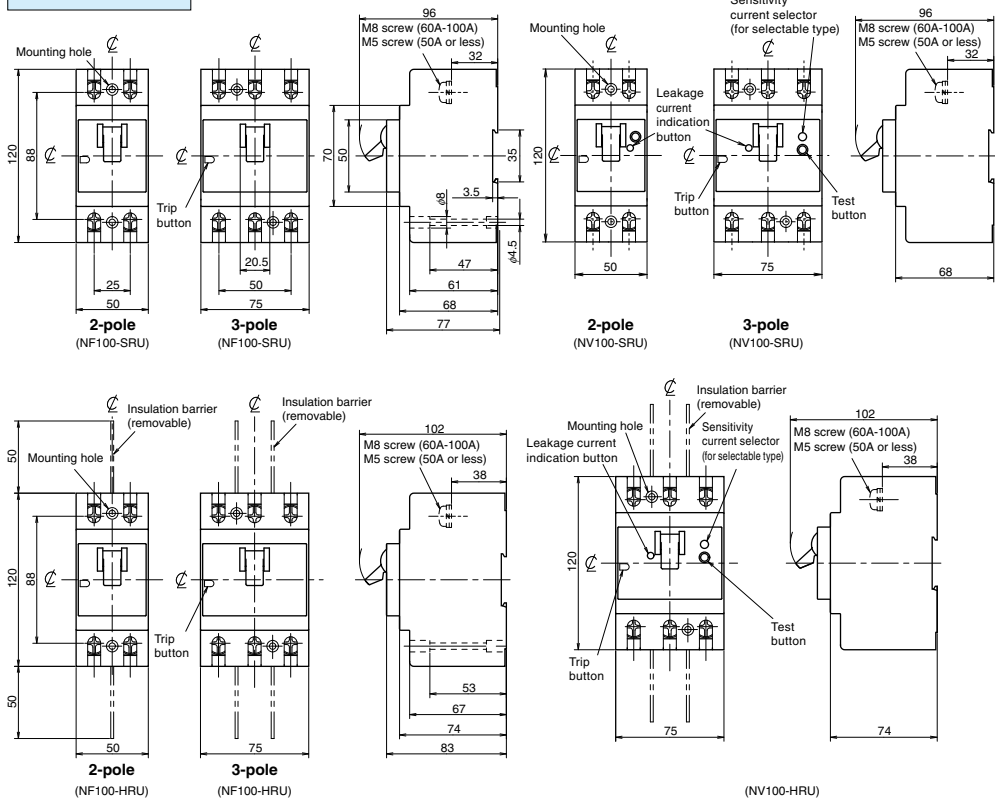 96
M8 screw (60A-100A)
M5 screw (50A or less)
32
Mounting hole
℄
℄
120
88
℄
℄
Trip
button
25
50
20.5
50
75
70
50
35
3.5
φ8
φ4.5
47
61
68
77
2-pole
(NF100-SRU)
3-pole
(NF100-SRU)
Sensitivity
current selector
(for selectable type)
Mounting hole
℄
℄
Leakage
current
indication
button
120
℄
℄
Trip
button
Test
button
50
75
96
M8 screw (60A-100A)
M5 screw (50A or less)
32
68
2-pole
(NV100-SRU)
3-pole
(NV100-SRU)
℄
Insulation barrier
(removable)
℄
Insulation barrier
(removable)
50
Mounting hole
120
88
℄
℄
Trip
button
50
50
75
102
M8 screw (60A-100A)
M5 screw (50A or less)
38
53
67
74
83
2-pole
(NF100-HRU)
3-pole
(NF100-HRU)
℄
Insulation barrier
(removable)
Mounting hole
Leakage current
indication button
Sensitivity
current selector
(for selectable type)
120
℄
Trip
button
Test
button
75
102
M8 screw (60A-100A)
M5 screw (50A or less)
38
74
(NV100-HRU)